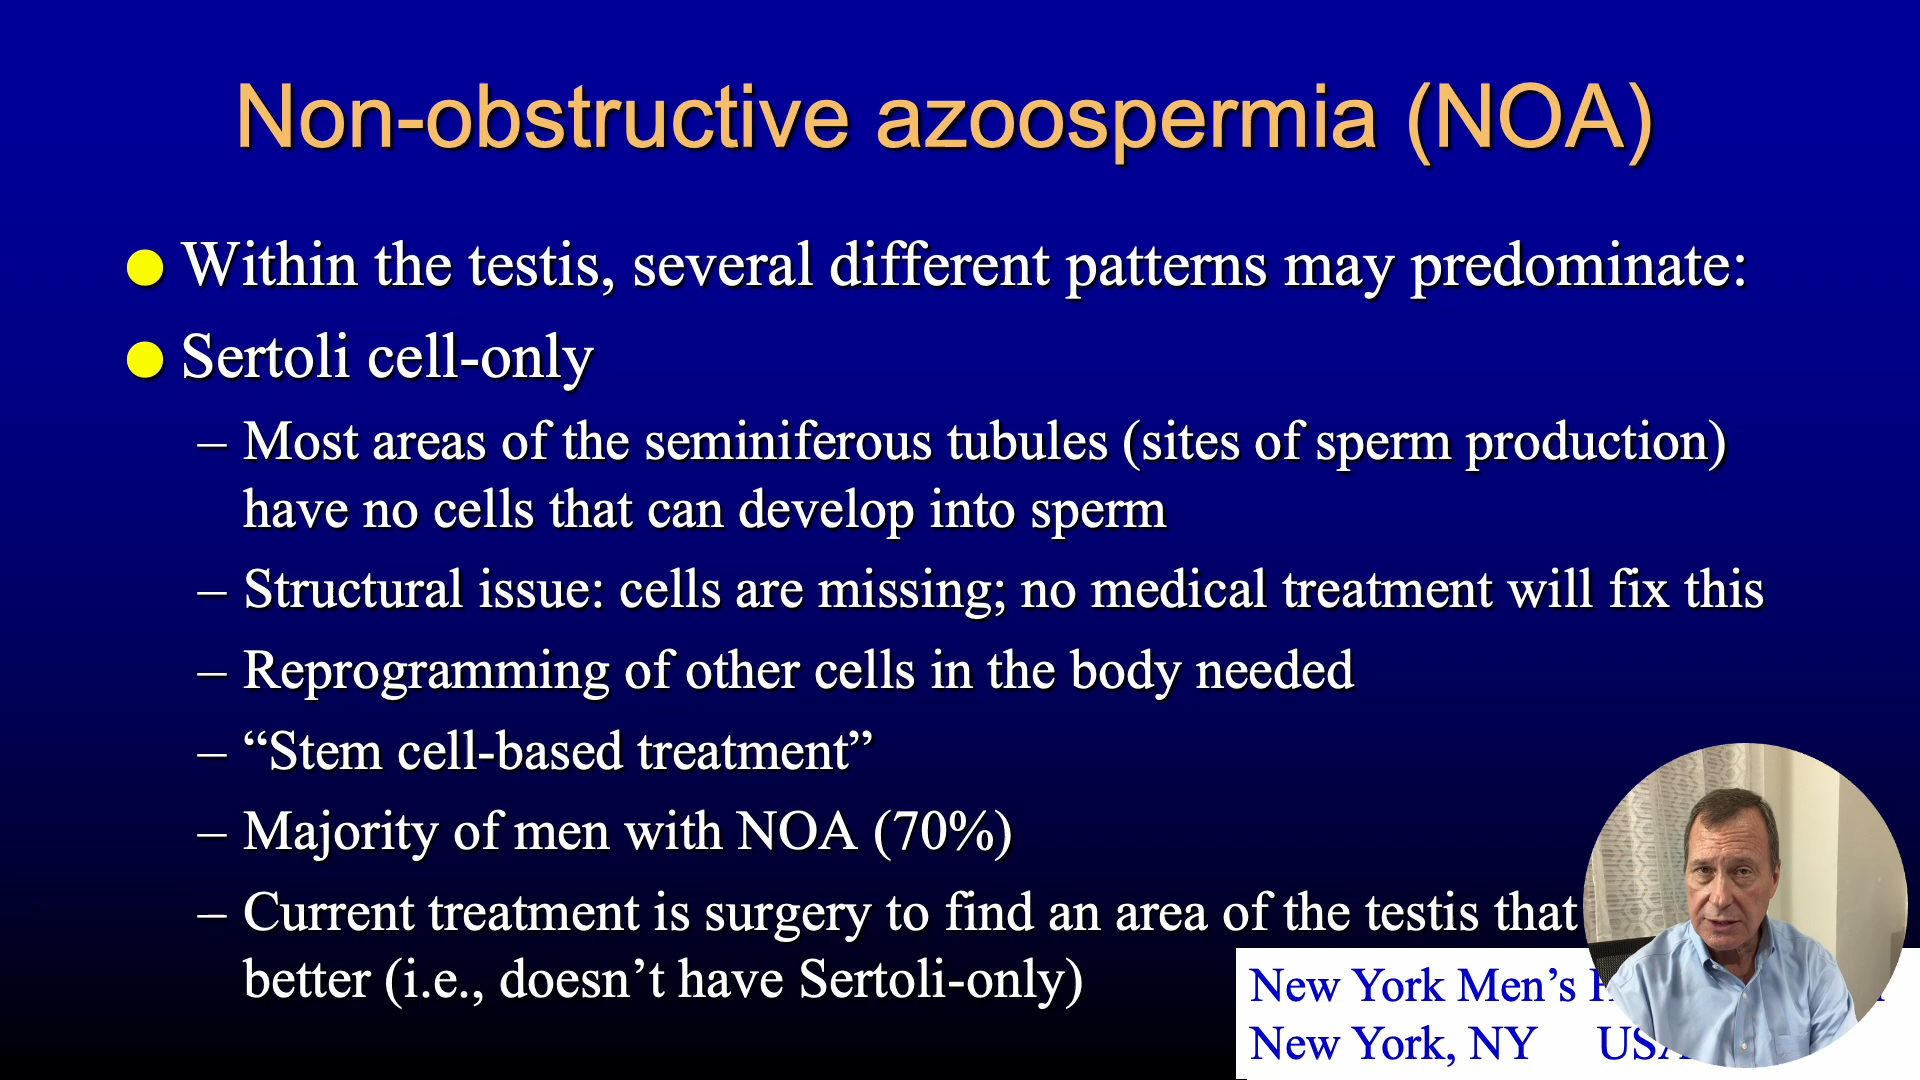 Non-obstructive azoospermia (NOA)
Within the testis, several different patterns may predominate:
Sertoli cell-only
– Most areas of the seminiferous tubules (sites of sperm production)
have no cells that can develop into sperm
– Structural issue: cells are missing; no medical treatment will fix this
– Reprogramming of other cells in the body needed
– “Stem cell-based treatment”
– Majority of men with NOA (70%)
– Current treatment is surgery to find an area of the testis that
better (i.e., doesn’t have Sertoli-only)
New York Men’s
New York, NY USA